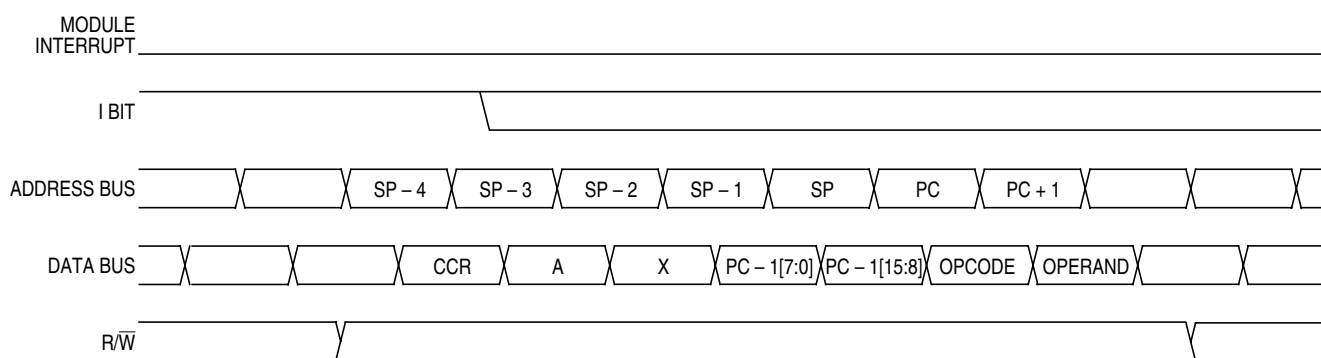 MODULE
INTERRUPT
I BIT
ADDRESS BUS SP – 4 SP – 3 SP – 2 SP – 1 SP PC PC + 1
DATA BUS CCR A X PC – 1[7:0] PC – 1[15:8] OPCODE OPERAND
R/W̅